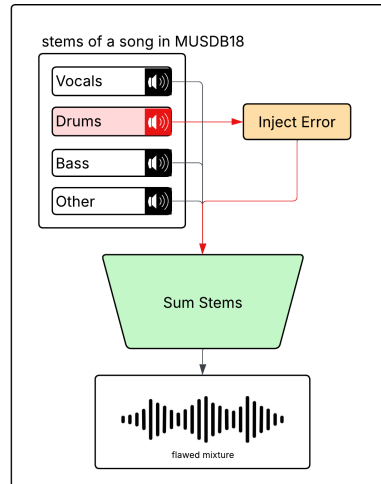 stems of a song in MUSDB18
Vocals
Drums
Inject Error
Bass
Other
Sum Stems
flawed mixture